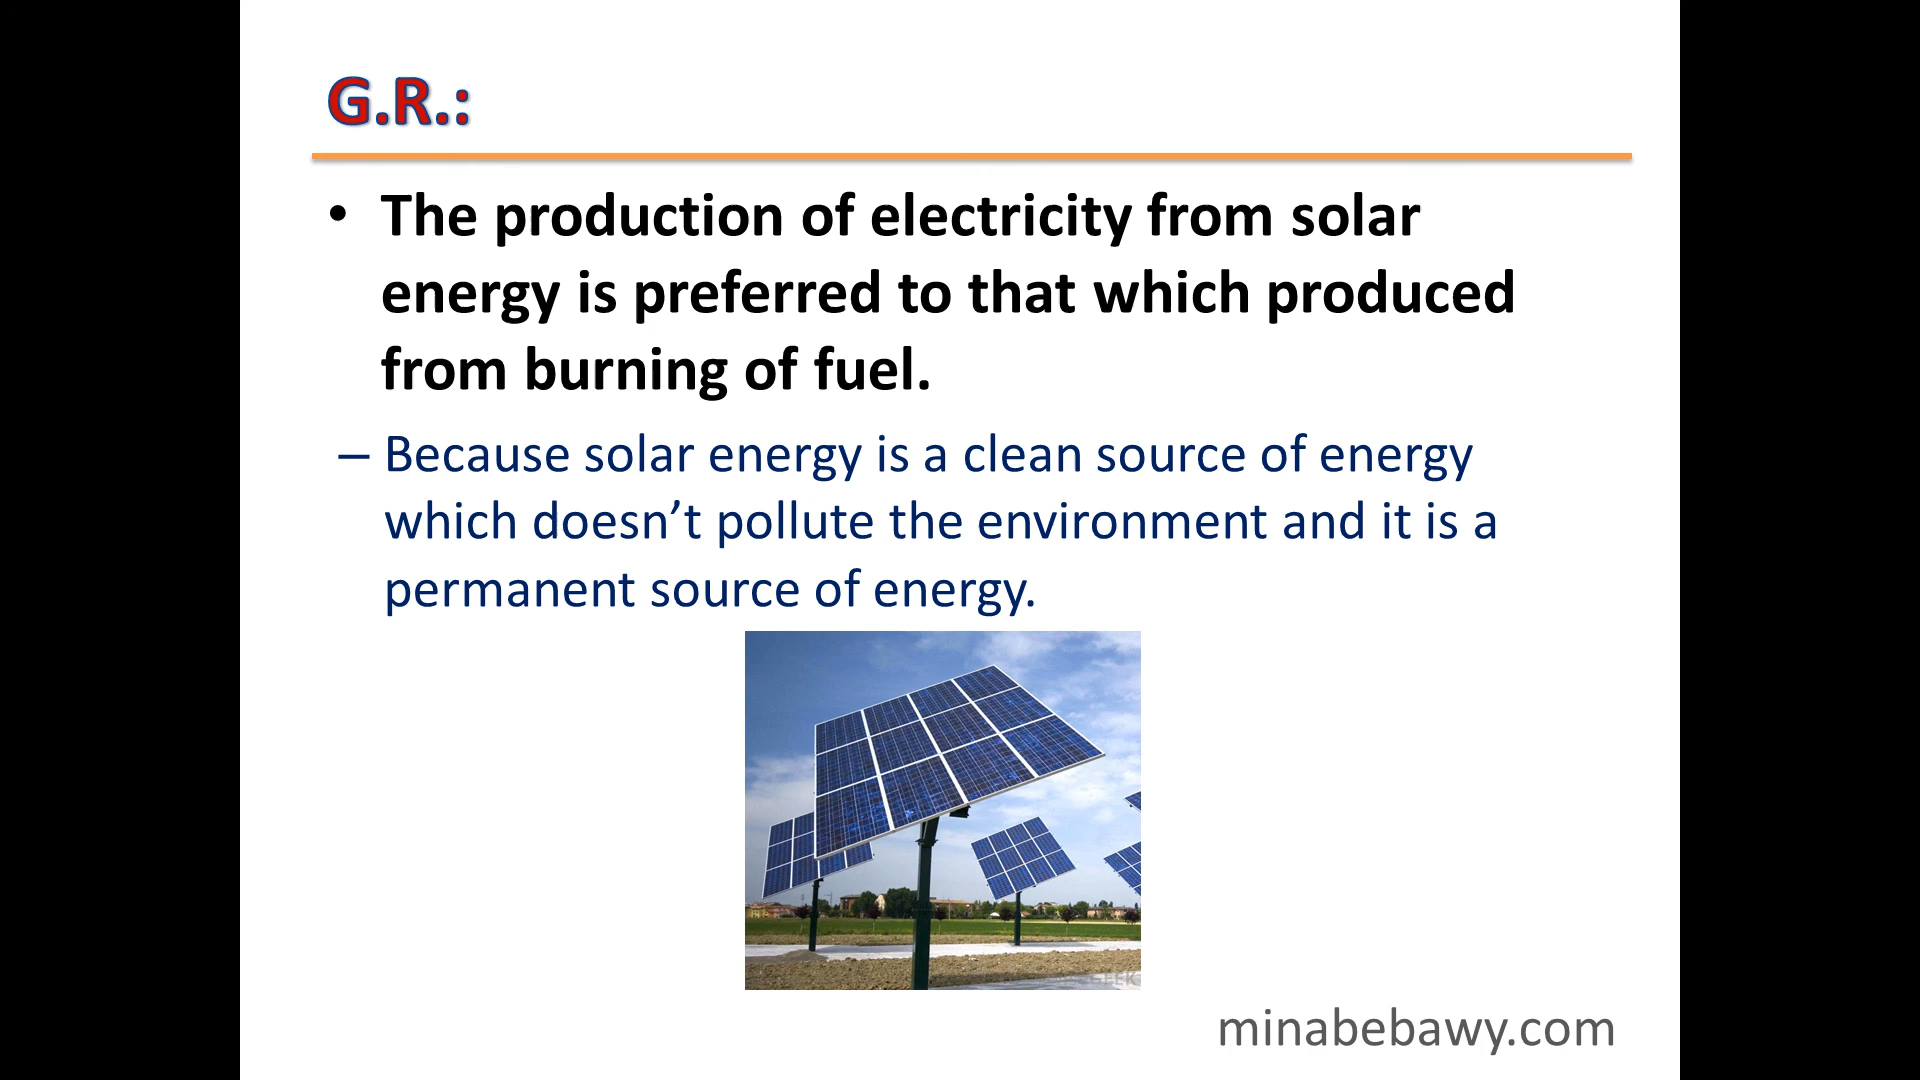 G.R.:
• The production of electricity from solar
energy is preferred to that which produced
from burning of fuel.
– Because solar energy is a clean source of energy
which doesn’t pollute the environment and it is a
permanent source of energy.
minabebawy.com